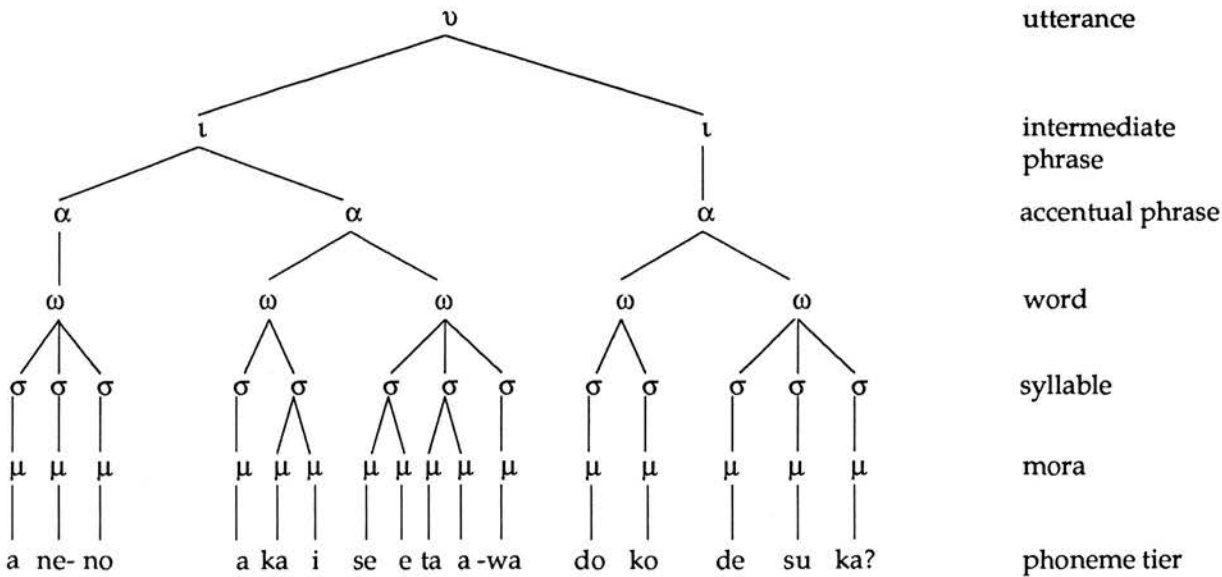 υ utterance
ι ι intermediate
phrase
α α α accentual phrase
ω ω ω ω ω word
σ σ σ σ σ σ σ σ σ σ σ σ σ syllable
μ μ μ μ μ μ μ μ μ μ μ μ μ μ μ μ mora
a ne- no a ka i se e ta a -wa do ko de su ka? phoneme tier